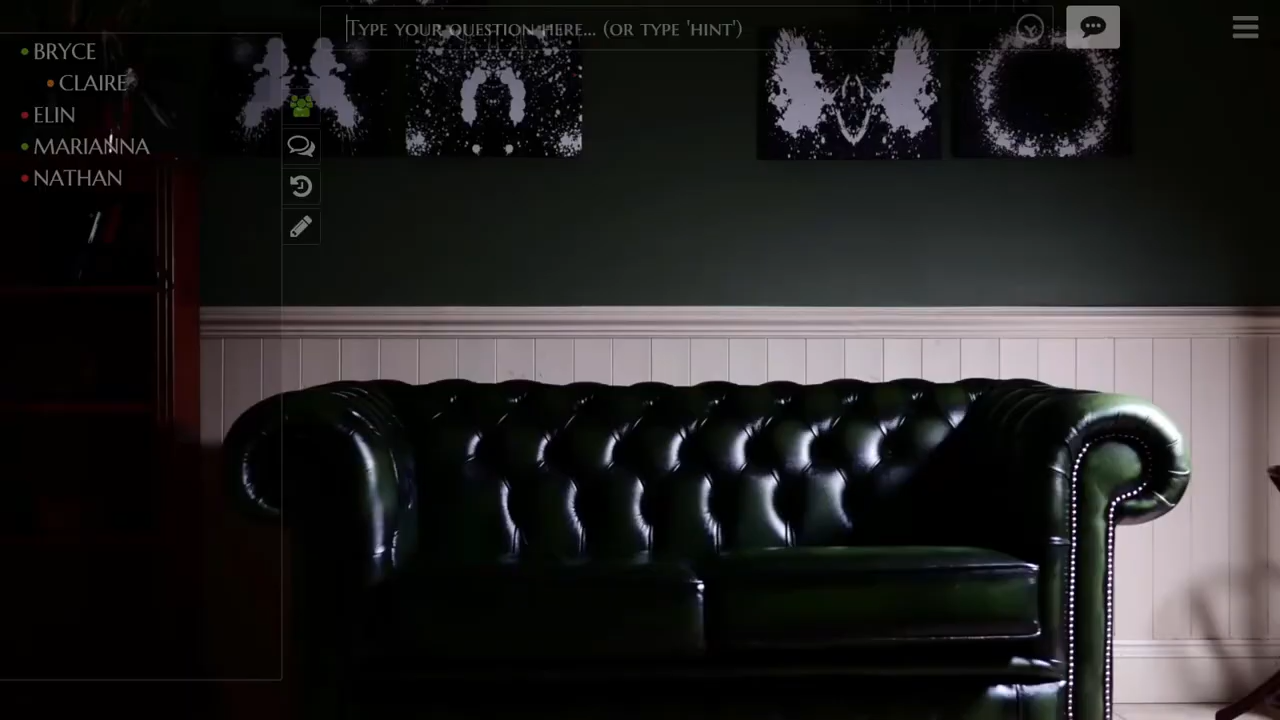 Type your question here... (or type 'hint')
BRYCE
CLAIRE
ELIN
MARIANNA
NATHAN